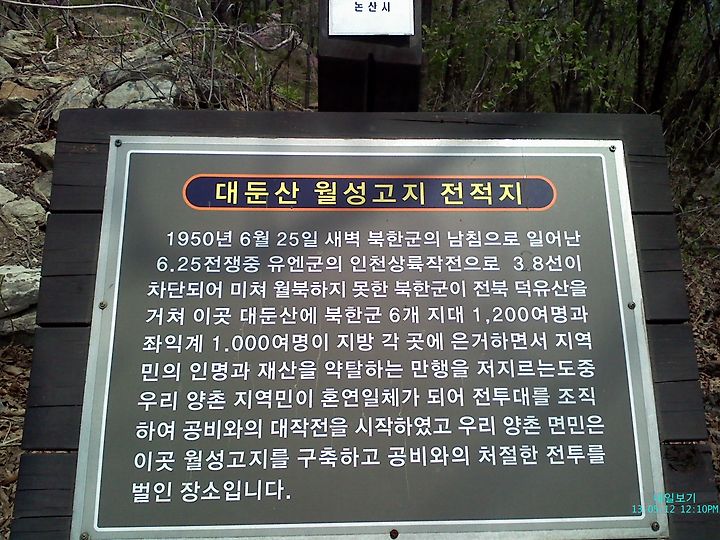 논산시
대둔산 월성고지 전적지
1950년 6월 25일 새벽 북한군의 남침으로 일어난
6.25전쟁중 유엔군의 인천상륙작전으로 3.8선이
차단되어 미쳐 월북하지 못한 북한군이 전북 덕유산을
거쳐 이곳 대둔산에 북한군 6개 지대 1,200여명과
좌익계 1.000여명이 지방 각 곳에 은거하면서 지역
민의 인명과 재산을 약탈하는 만행을 저지르는도중
우리 양촌 지역민이 혼연일체가 되어 전투대를 조직
하여 공비와의 대작전을 시작하였고 우리 양촌 면민은
이곳 월성고지를 구축하고 공비와의 처절한 전투를
벌인 장소입니다.
매일보기
13.05.12 12:10PM